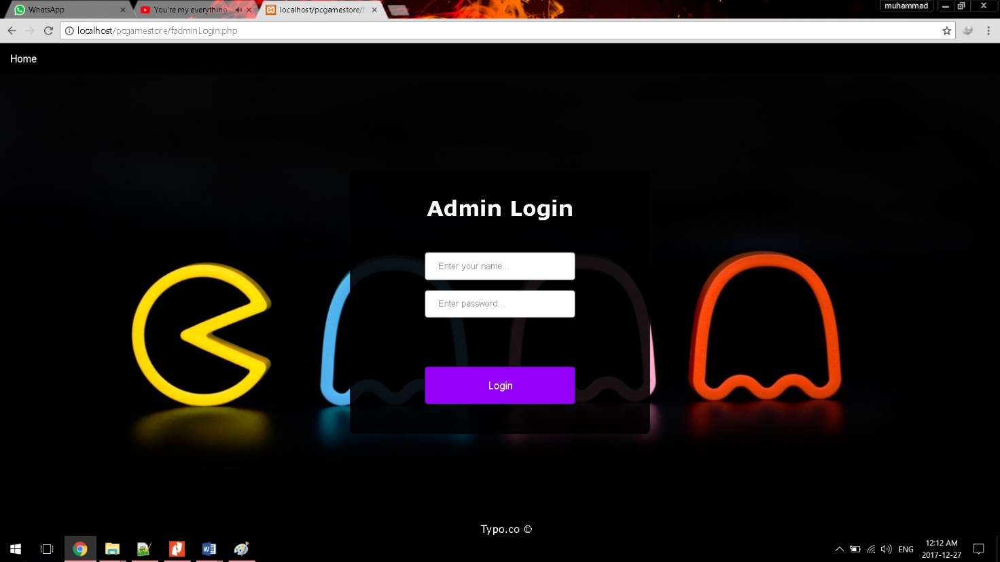 WhatsApp
You're my everything
localhost/pcgamestore/f
muhammad
localhost/pcgamestore/fadminLogin.php
Home
Admin Login
Enter your name...
Enter password...
Login
Typo.co ©
ENG
12:12 AM
2017-12-27